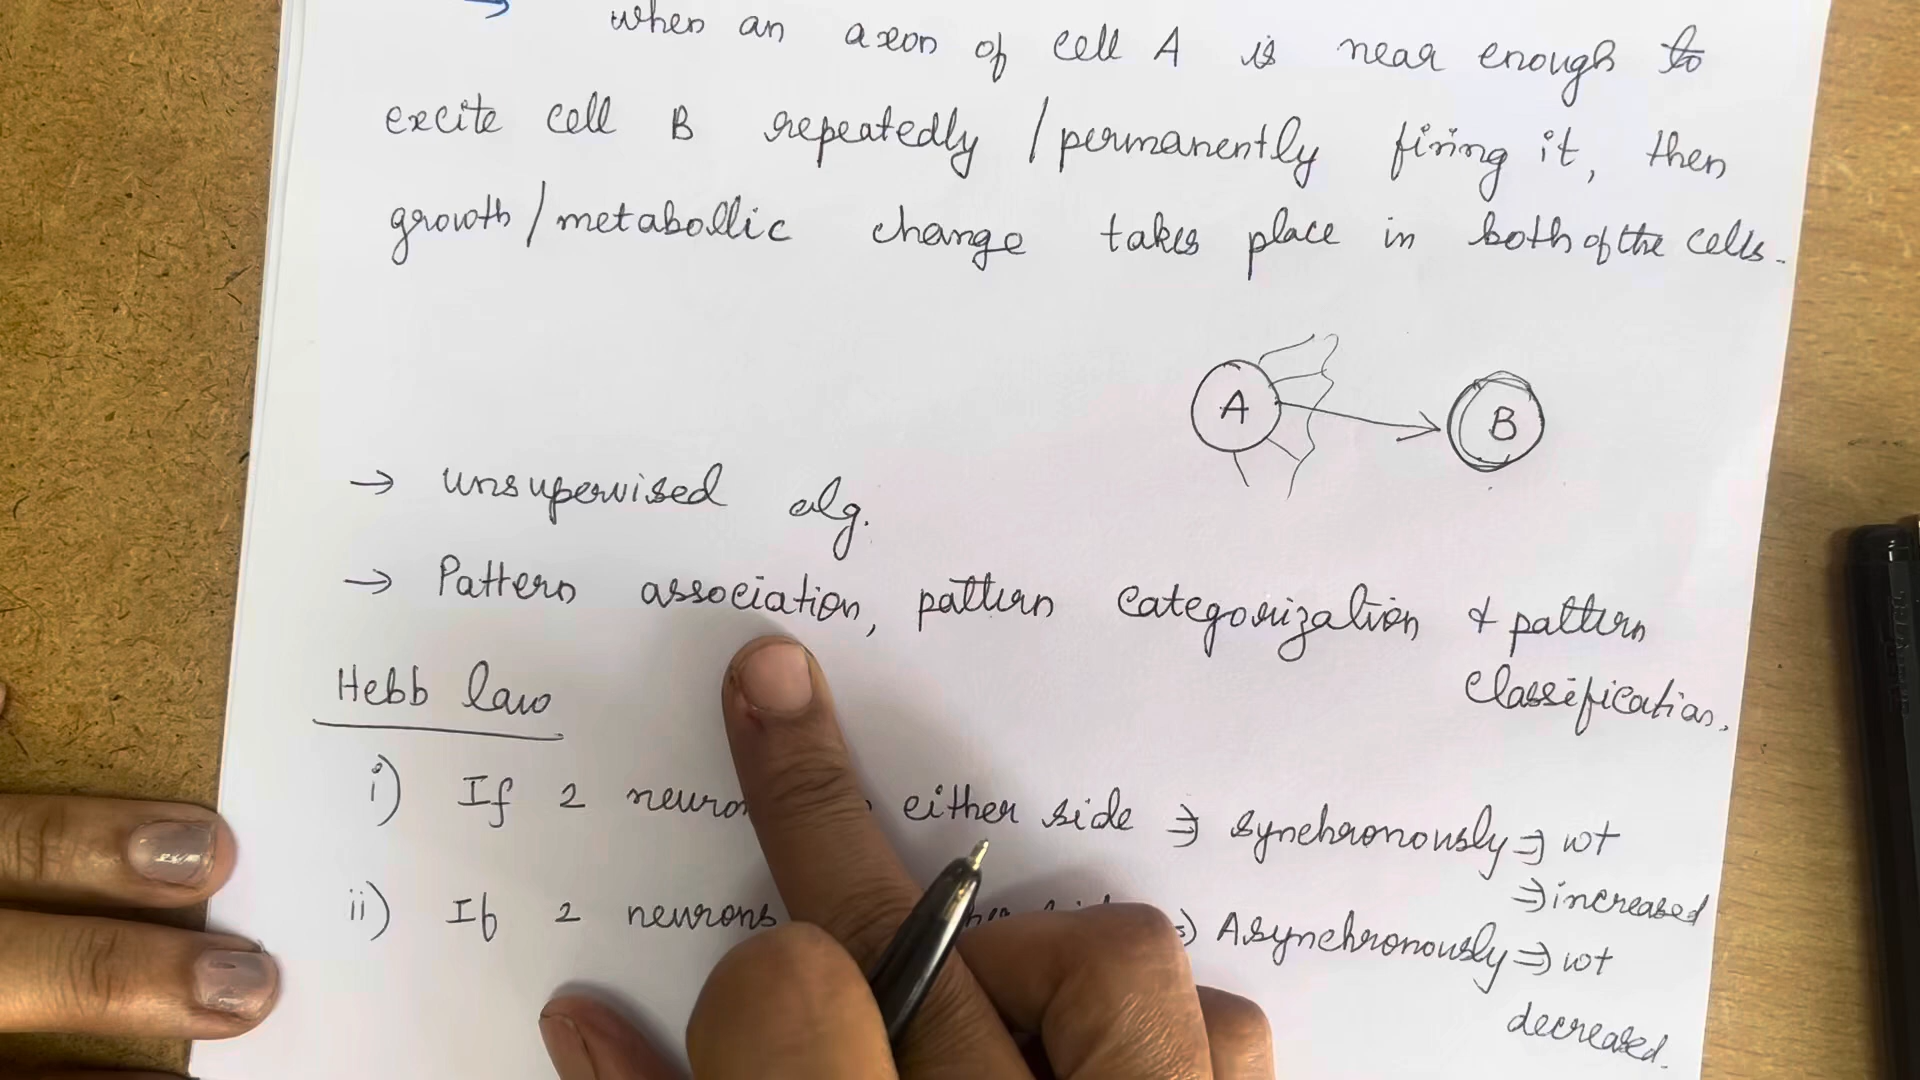 → when an axon of cell A is near enough to
excite cell B repeatedly / permanently firing it, then
growth / metabollic change takes place in both of the cells.
A → B
→ unsupervised alg.
→ Pattern association, pattern categorization & pattern
classification.
Hebb law
i) If 2 either side ⇒ synchronously ⇒ wt
⇒ increased
ii) If 2 neurons Asynchronously ⇒ wt
decreased.